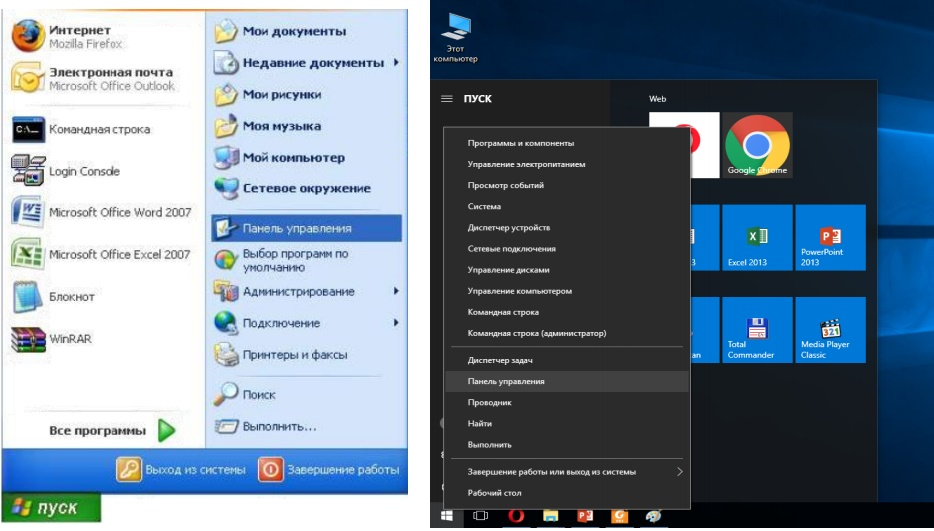 Интернет
Mozilla Firefox
Электронная почта
Microsoft Office Outlook
Командная строка
Login Console
Microsoft Office Word 2007
Microsoft Office Excel 2007
Блокнот
WinRAR
Все программы
Мои документы
Недавние документы
Мои рисунки
Моя музыка
Мой компьютер
Сетевое окружение
Панель управления
Выбор программ по
умолчанию
Администрирование
Подключение
Принтеры и факсы
Поиск
Выполнить...
Выход из системы
Завершение работы
пуск
Этот
компьютер
ПУСК
Web
Программы и компоненты
Управление электропитанием
Просмотр событий
Система
Диспетчер устройств
Сетевые подключения
Управление дисками
Управление компьютером
Командная строка
Командная строка (администратор)
Диспетчер задач
Панель управления
Проводник
Найти
Выполнить
Завершение работы или выход из системы
Рабочий стол
Google Chrome
3
Excel 2013
PowerPoint
2013
an
Total
Commander
321
Media Player
Classic